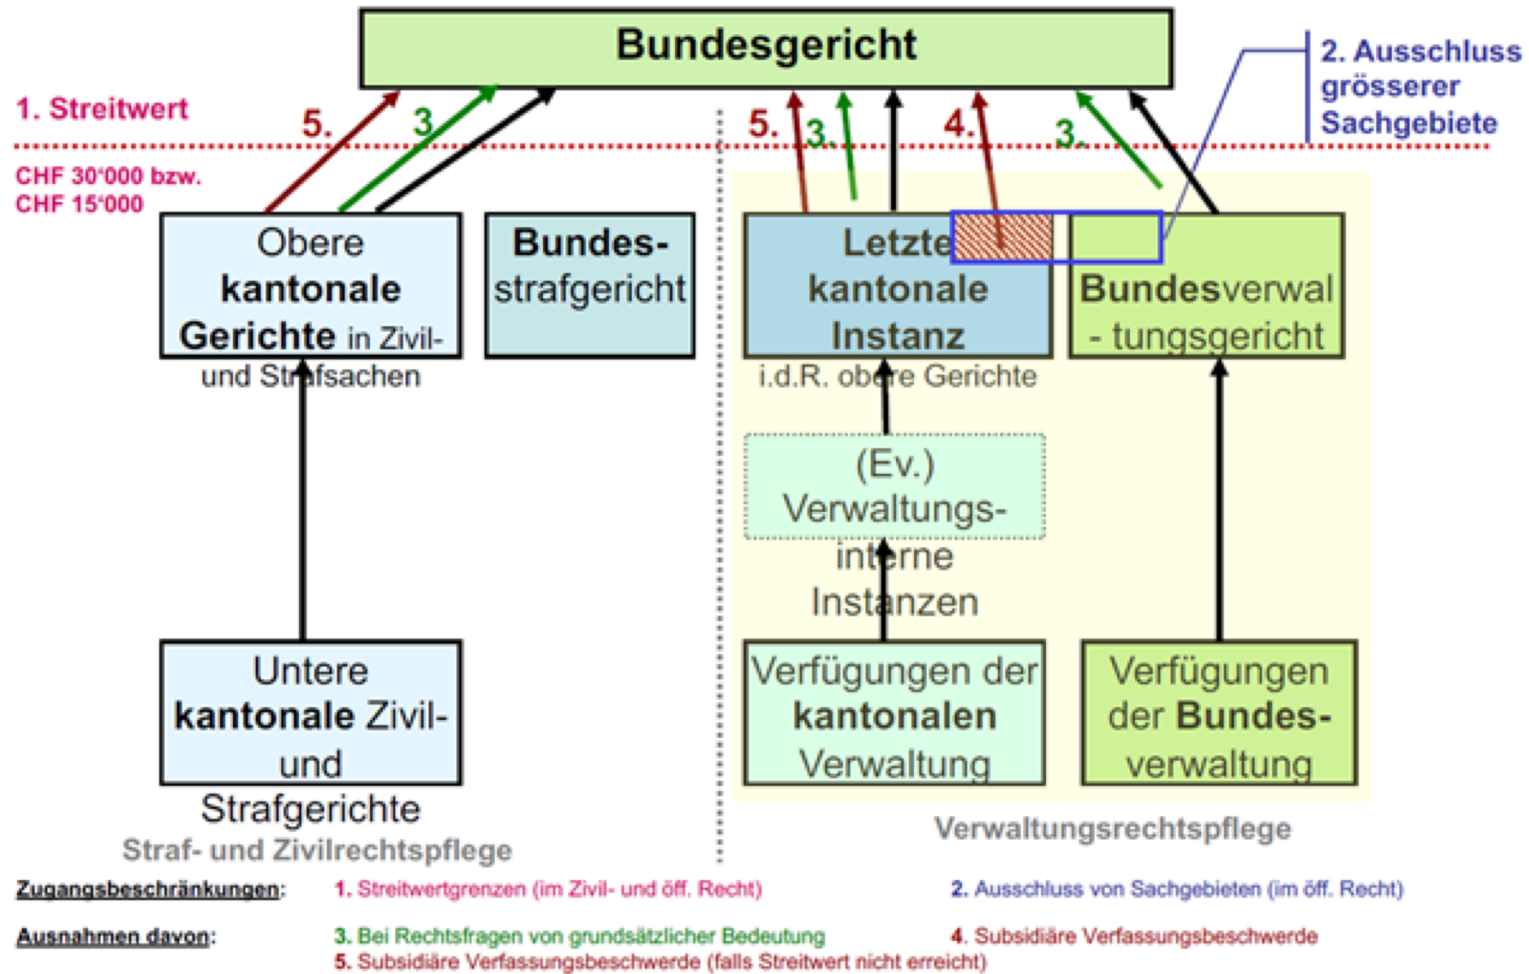 Bundesgericht
2. Ausschluss
grösserer
Sachgebiete
1. Streitwert
5.
3
5.
3.
4.
3.
CHF 30'000 bzw.
CHF 15'000
Obere
kantonale
Gerichte in Zivil-
und Strafsachen
Bundes-
strafgericht
Letzte
kantonale
Instanz
i.d.R. obere Gerichte
Bundesverwal
- tungsgericht
(Ev.)
Verwaltungs-
interne
Instanzen
Untere
kantonale Zivil-
und
Strafgerichte
Verfügungen der
kantonalen
Verwaltung
Verfügungen
der Bundes-
verwaltung
Straf- und Zivilrechtspflege
Verwaltungsrechtspflege
Zugangsbeschränkungen: 1. Streitwertgrenzen (im Zivil- und öff. Recht) 2. Ausschluss von Sachgebieten (im öff. Recht)
Ausnahmen davon: 3. Bei Rechtsfragen von grundsätzlicher Bedeutung 4. Subsidiäre Verfassungsbeschwerde
5. Subsidiäre Verfassungsbeschwerde (falls Streitwert nicht erreicht)